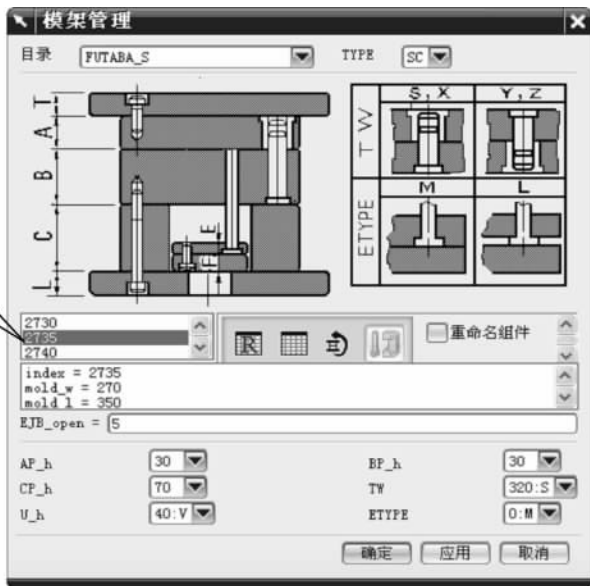 模架管理
目录 FUTABA_S TYPE SC
T
A
B
C
L
E
F
S, X Y, Z
TW
M L
ETYPE
2730
2735
2740
R
重命名组件
index = 2735
mold_w = 270
mold_l = 350
EJB_open = 5
AP_h 30 BP_h 30
CP_h 70 TW 320:S
U_h 40:V ETYPE 0:M
确定 应用 取消